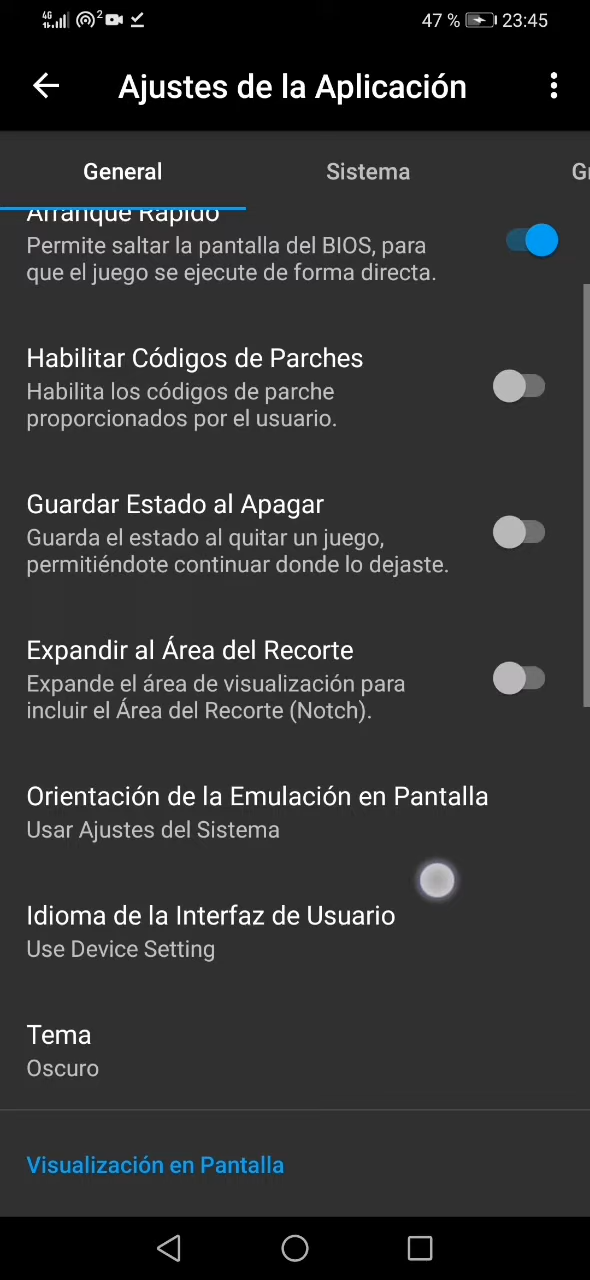 4G 2 47 % 23:45
Ajustes de la Aplicación
General Sistema G
Arranque Rápido
Permite saltar la pantalla del BIOS, para
que el juego se ejecute de forma directa.
Habilitar Códigos de Parches
Habilita los códigos de parche
proporcionados por el usuario.
Guardar Estado al Apagar
Guarda el estado al quitar un juego,
permitiéndote continuar donde lo dejaste.
Expandir al Área del Recorte
Expande el área de visualización para
incluir el Área del Recorte (Notch).
Orientación de la Emulación en Pantalla
Usar Ajustes del Sistema
Idioma de la Interfaz de Usuario
Use Device Setting
Tema
Oscuro
Visualización en Pantalla